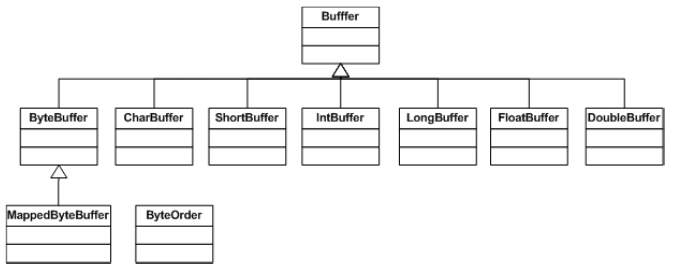 Bufffer
ByteBuffer CharBuffer ShortBuffer IntBuffer LongBuffer FloatBuffer DoubleBuffer
MappedByteBuffer ByteOrder